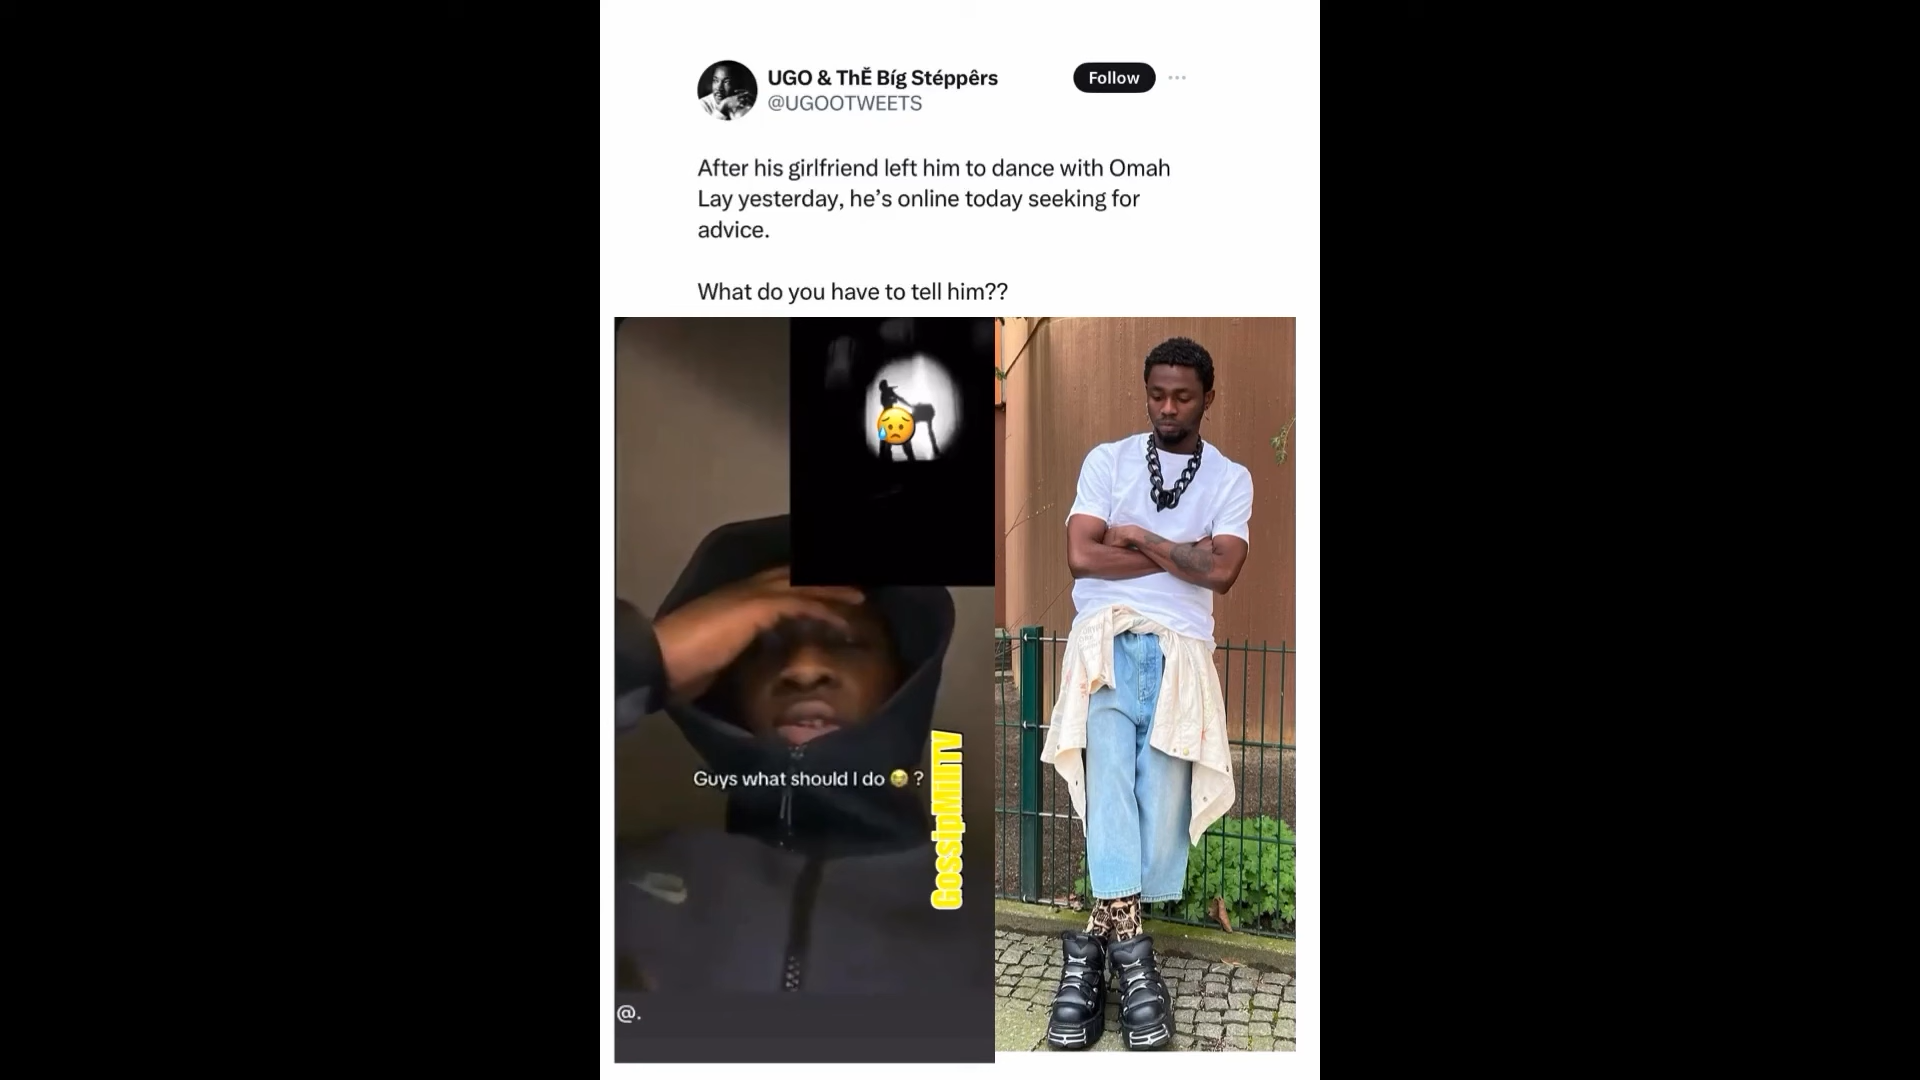 UGO & ThĔ Bíg Stéppêrs
Follow
@UGOOTWEETS
After his girlfriend left him to dance with Omah
Lay yesterday, he’s online today seeking for
advice.
What do you have to tell him??
Guys what should I do 😭 ?
GossipMillTV
@.